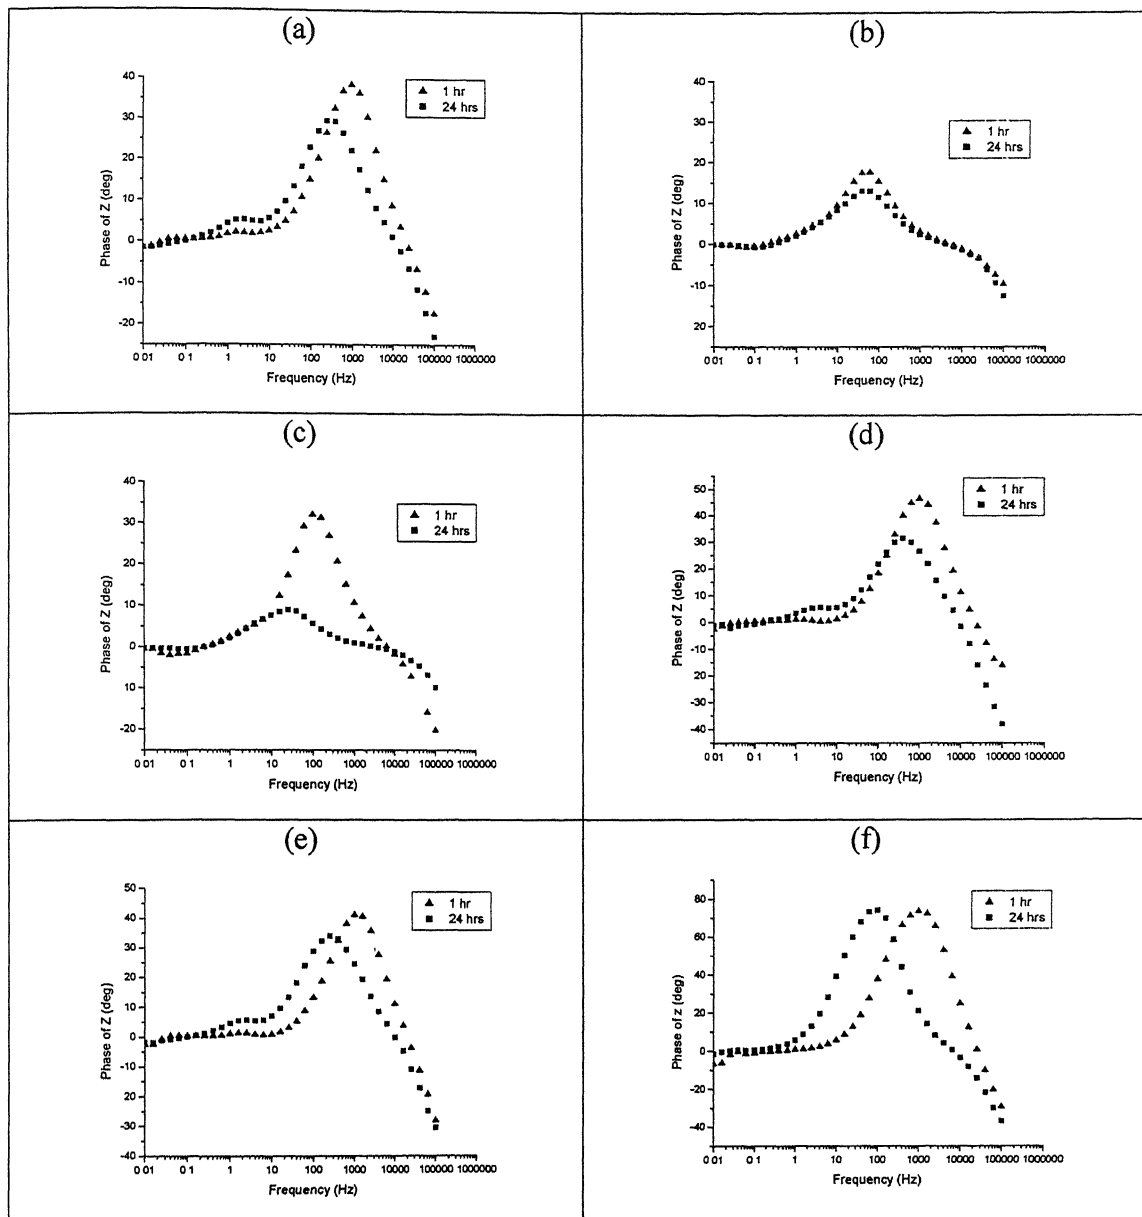 (a)
40
30
20
10
0
-10
-20
Phase of Z (deg)
0 01 0 1 1 10 100 1000 10000 100000 1000000
Frequency (Hz)
1 hr
24 hrs
(b)
40
30
20
10
0
-10
20
Phase of Z (deg)
0 01 0 1 1 10 100 1000 10000 100000 1000000
Frequency (Hz)
1 hr
24 hrs
(c)
40
30
20
10
0
10
-20
Phase of Z (deg)
0 01 0 1 1 10 100 1000 10000 100000 1000000
Frequency (Hz)
1 hr
24 hrs
(d)
50
40
30
20
10
0
-10
-20
-30
-40
Phase of Z (deg)
0 01 0 1 1 10 100 1000 10000 100000 1000000
Frequency (Hz)
1 hr
24 hrs
(e)
50
40
30
20
10
0
-10
-20
-30
-40
Phase of Z (deg)
0 01 0 1 1 10 100 1000 10000 100000 1000000
Frequency (Hz)
1 hr
24 hrs
(f)
80
60
40
20
0
-20
-40
Phase of z (deg)
0 01 0 1 1 10 100 1000 10000 100000 1000000
Frequency (Hz)
1 hr
24 hrs